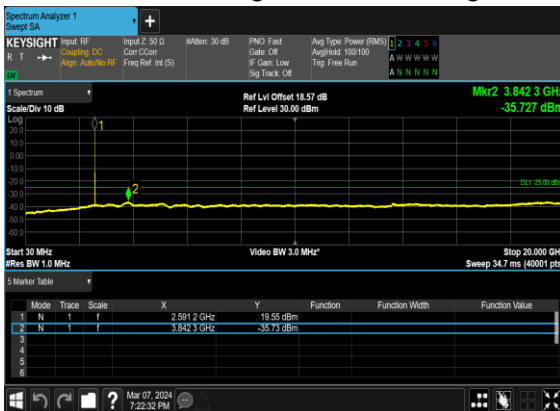 Spectrum Analyzer 1
Swept SA
KEYSIGHT Input: RF Input Z: 50 Ω #Atten: 30 dB PNO: Fast Avg Type: Power (RMS) 1 2 3 4 5 6
R T Coupling: DC Corr CCorr Gate: Off Avg|Hold: 100/100 A W W W W W
Align: Auto/No RF Freq Ref: Int (S) IF Gain: Low Trig: Free Run
LV Sig Track: Off A N N N N N
1 Spectrum Ref Lvl Offset 18.57 dB Mkr2 3.842 3 GHz
Scale/Div 10 dB Ref Level 30.00 dBm -35.727 dBm
Log
20.0
10.0
0.00
-10.0
-20.0
-30.0
-40.0
-50.0
-60.0
1
2
DL1 -25.00 dBm
Start 30 MHz Video BW 3.0 MHz* Stop 20.000 GHz
#Res BW 1.0 MHz Sweep 34.7 ms (40001 pts)
5 Marker Table
Mode Trace Scale X Y Function Function Width Function Value
1 N 1 f 2.591 2 GHz 19.55 dBm
2 N 1 f 3.842 3 GHz -35.73 dBm
3
4
5
6
? Mar 07, 2024
7:22:32 PM